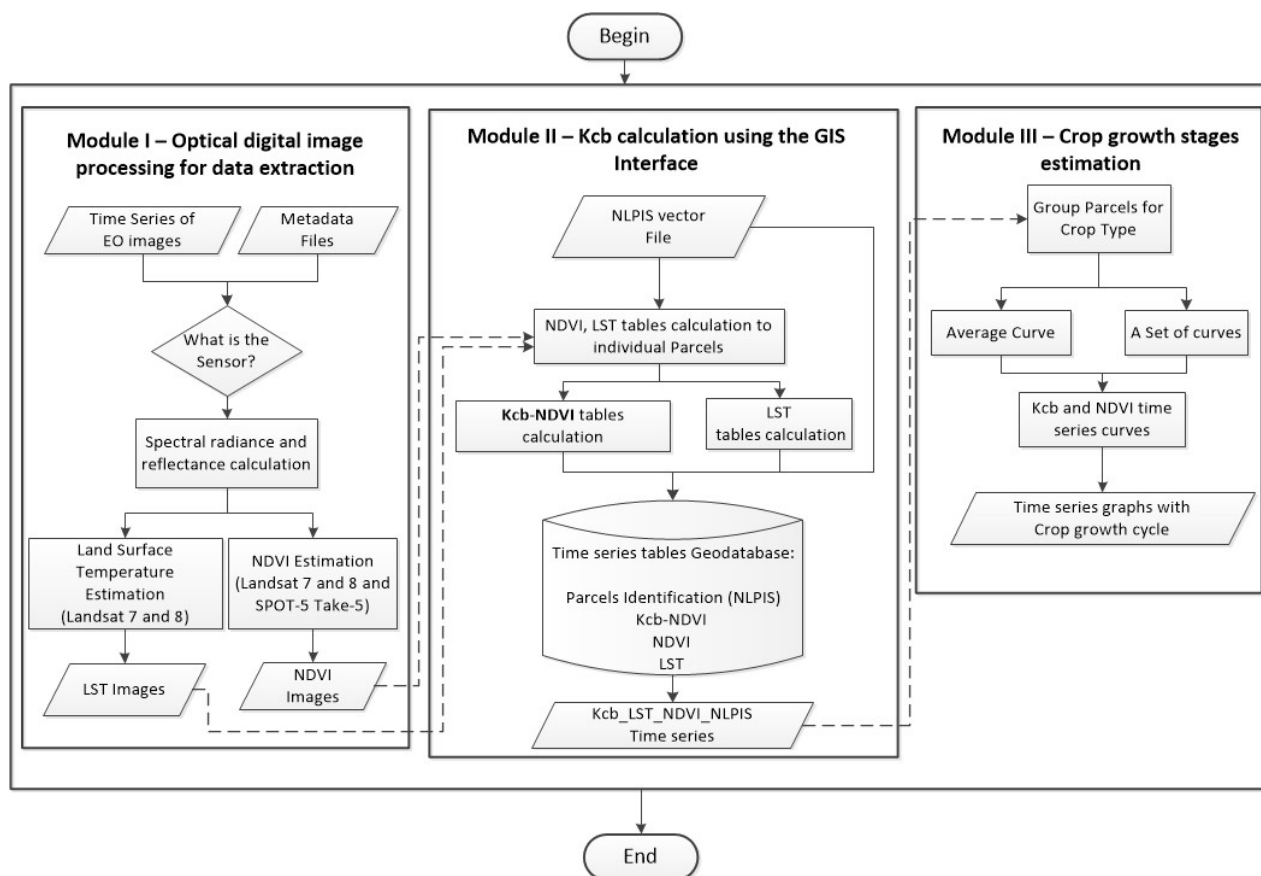 Begin
Module I – Optical digital image
processing for data extraction
Time Series of
EO images
Metadata
Files
What is the
Sensor?
Spectral radiance and
reflectance calculation
Land Surface
Temperature
Estimation
(Landsat 7 and 8)
NDVI Estimation
(Landsat 7 and 8 and
SPOT-5 Take-5)
LST Images
NDVI
Images
Module II – Kcb calculation using the GIS
Interface
NLPIS vector
File
NDVI, LST tables calculation to
individual Parcels
Kcb-NDVI tables
calculation
LST
tables calculation
Time series tables Geodatabase:
Parcels Identification (NLPIS)
Kcb-NDVI
NDVI
LST
Kcb_LST_NDVI_NLPIS
Time series
Module III – Crop growth stages
estimation
Group Parcels for
Crop Type
Average Curve
A Set of curves
Kcb and NDVI time
series curves
Time series graphs with
Crop growth cycle
End